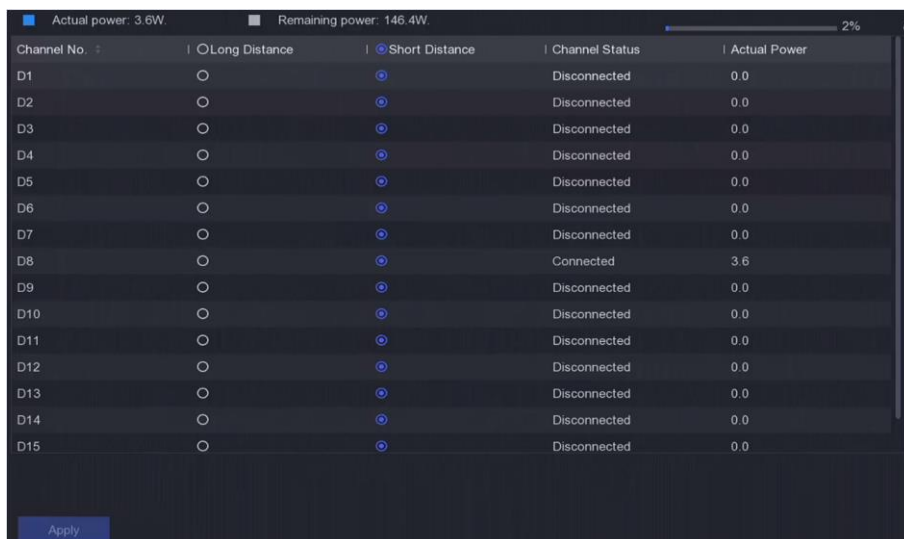 Actual power: 3.6W. Remaining power: 146.4W. 2%
Channel No. Long Distance Short Distance Channel Status Actual Power
D1 Disconnected 0.0
D2 Disconnected 0.0
D3 Disconnected 0.0
D4 Disconnected 0.0
D5 Disconnected 0.0
D6 Disconnected 0.0
D7 Disconnected 0.0
D8 Connected 3.6
D9 Disconnected 0.0
D10 Disconnected 0.0
D11 Disconnected 0.0
D12 Disconnected 0.0
D13 Disconnected 0.0
D14 Disconnected 0.0
D15 Disconnected 0.0
Apply